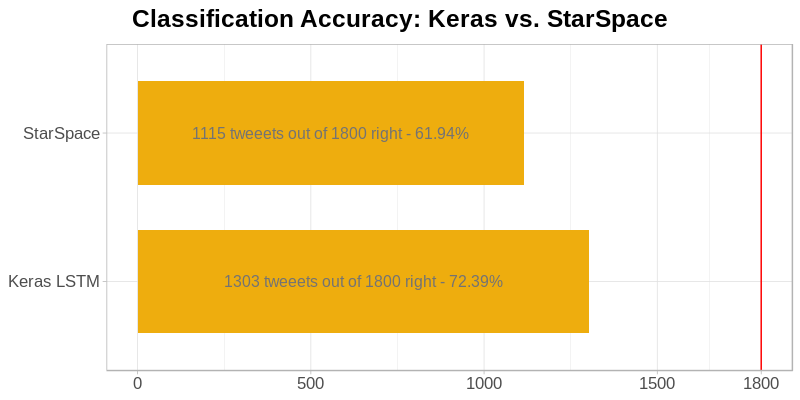 Classification Accuracy: Keras vs. StarSpace
StarSpace
1115 tweeets out of 1800 right - 61.94%
Keras LSTM
1303 tweeets out of 1800 right - 72.39%
0 500 1000 1500 1800